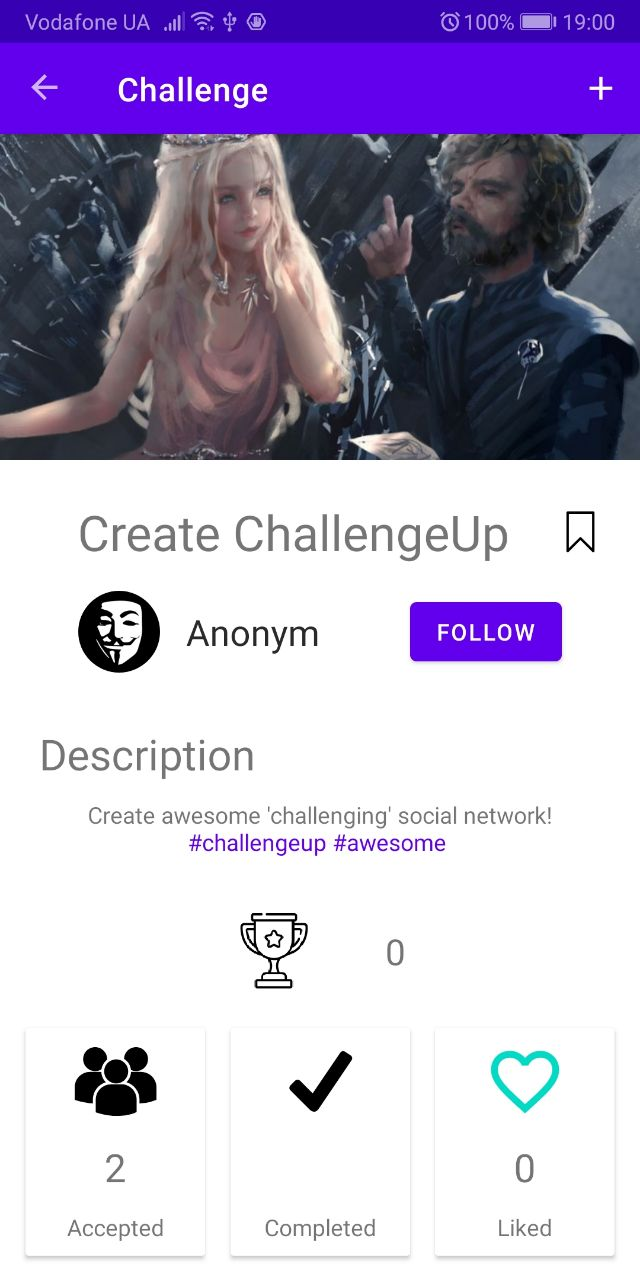 Vodafone UA 100% 19:00
Challenge
Create ChallengeUp
Anonym FOLLOW
Description
Create awesome 'challenging' social network!
#challengeup #awesome
0
2 0
Accepted Completed Liked